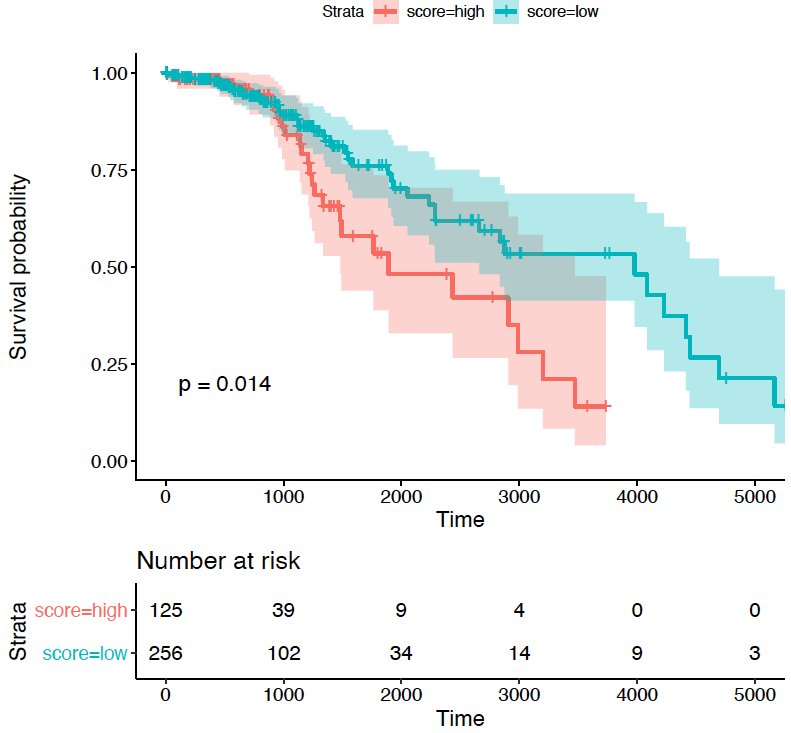 Strata score=high score=low
1.00
0.75
0.50
0.25
0.00
Survival probability
p = 0.014
0 1000 2000 3000 4000 5000
Time
Number at risk
Strata
score=high 125 39 9 4 0 0
score=low 256 102 34 14 9 3
0 1000 2000 3000 4000 5000
Time